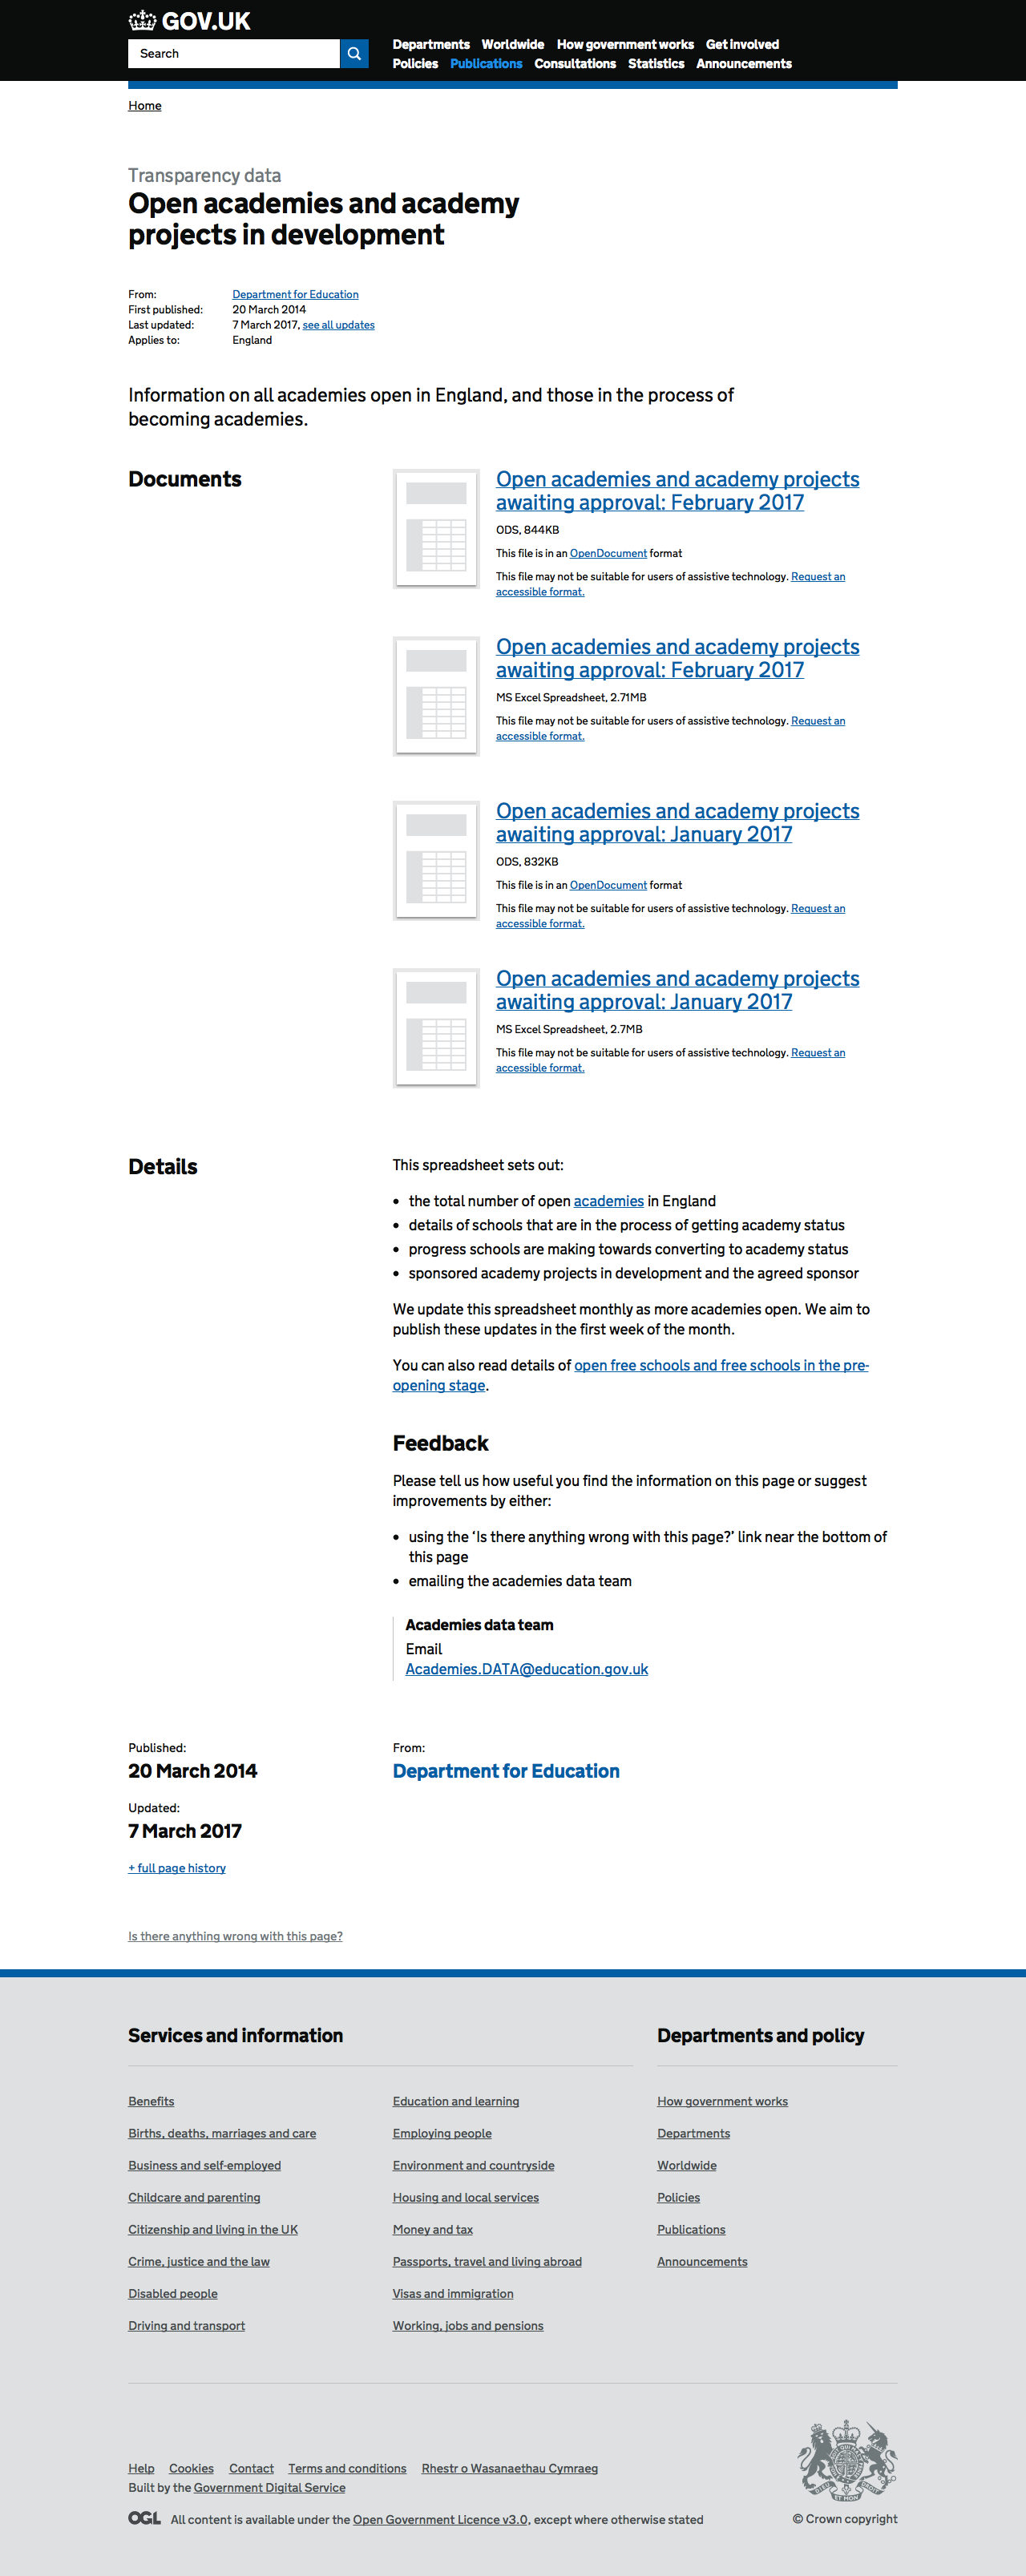 GOV.UK
Search
Departments Worldwide How government works Get involved
Policies Publications Consultations Statistics Announcements
Home
Transparency data
Open academies and academy
projects in development
From: Department for Education
First published: 20 March 2014
Last updated: 7 March 2017, see all updates
Applies to: England
Information on all academies open in England, and those in the process of
becoming academies.
Documents
Open academies and academy projects
awaiting approval: February 2017
ODS, 844KB
This file is in an OpenDocument format
This file may not be suitable for users of assistive technology. Request an
accessible format.
Open academies and academy projects
awaiting approval: February 2017
MS Excel Spreadsheet, 2.71MB
This file may not be suitable for users of assistive technology. Request an
accessible format.
Open academies and academy projects
awaiting approval: January 2017
ODS, 832KB
This file is in an OpenDocument format
This file may not be suitable for users of assistive technology. Request an
accessible format.
Open academies and academy projects
awaiting approval: January 2017
MS Excel Spreadsheet, 2.7MB
This file may not be suitable for users of assistive technology. Request an
accessible format.
Details
This spreadsheet sets out:
• the total number of open academies in England
• details of schools that are in the process of getting academy status
• progress schools are making towards converting to academy status
• sponsored academy projects in development and the agreed sponsor
We update this spreadsheet monthly as more academies open. We aim to
publish these updates in the first week of the month.
You can also read details of open free schools and free schools in the pre-
opening stage.
Feedback
Please tell us how useful you find the information on this page or suggest
improvements by either:
• using the ‘Is there anything wrong with this page?’ link near the bottom of
this page
• emailing the academies data team
Academies data team
Email
Academies.DATA@education.gov.uk
Published:
20 March 2014
Updated:
7 March 2017
+ full page history
From:
Department for Education
Is there anything wrong with this page?
Services and information
Benefits
Births, deaths, marriages and care
Business and self-employed
Childcare and parenting
Citizenship and living in the UK
Crime, justice and the law
Disabled people
Driving and transport
Education and learning
Employing people
Environment and countryside
Housing and local services
Money and tax
Passports, travel and living abroad
Visas and immigration
Working, jobs and pensions
Departments and policy
How government works
Departments
Worldwide
Policies
Publications
Announcements
Help Cookies Contact Terms and conditions Rhestr o Wasanaethau Cymraeg
Built by the Government Digital Service
OGL All content is available under the Open Government Licence v3.0, except where otherwise stated
© Crown copyright